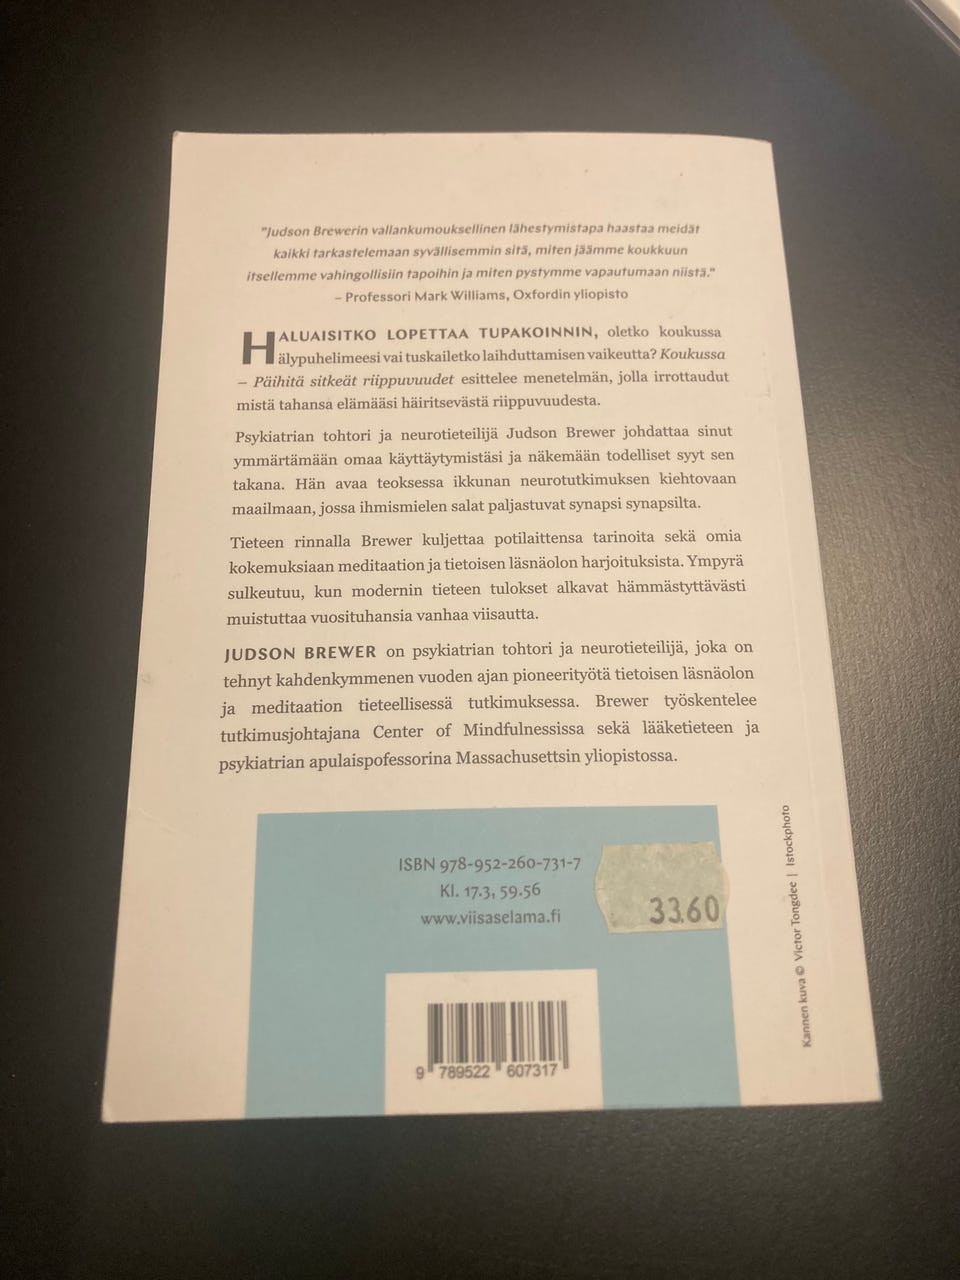 "Judson Brewerin vallankumouksellinen lähestymistapa haastaa meidät
kaikki tarkastelemaan syvällisemmin sitä, miten jäämme koukkuun
itsellemme vahingollisiin tapoihin ja miten pystymme vapautumaan niistä."
– Professori Mark Williams, Oxfordin yliopisto
HALUAISITKO LOPETTAA TUPAKOINNIN, oletko koukussa
älypuhelimeesi vai tuskailetko laihduttamisen vaikeutta? Koukussa
– Päihitä sitkeät riippuvuudet esittelee menetelmän, jolla irrottaudut
mistä tahansa elämääsi häiritsevästä riippuvuudesta.
Psykiatrian tohtori ja neurotieteilijä Judson Brewer johdattaa sinut
ymmärtämään omaa käyttäytymistäsi ja näkemään todelliset syyt sen
takana. Hän avaa teoksessa ikkunan neurotutkimuksen kiehtovaan
maailmaan, jossa ihmismielen salat paljastuvat synapsi synapsilta.
Tieteen rinnalla Brewer kuljettaa potilaittensa tarinoita sekä omia
kokemuksiaan meditaation ja tietoisen läsnäolon harjoituksista. Ympyrä
sulkeutuu, kun modernin tieteen tulokset alkavat hämmästyttävästi
muistuttaa vuosituhansia vanhaa viisautta.
JUDSON BREWER on psykiatrian tohtori ja neurotieteilijä, joka on
tehnyt kahdenkymmenen vuoden ajan pioneerityötä tietoisen läsnäolon
ja meditaation tieteellisessä tutkimuksessa. Brewer työskentelee
tutkimusjohtajana Center of Mindfulnessissa sekä lääketieteen ja
psykiatrian apulaispofessorina Massachusettsin yliopistossa.
ISBN 978-952-260-731-7
Kl. 17.3, 59.56
www.viisaselama.fi
33.60
9 789522 607317
Kannen kuva © Victor Tongdee | Istockphoto